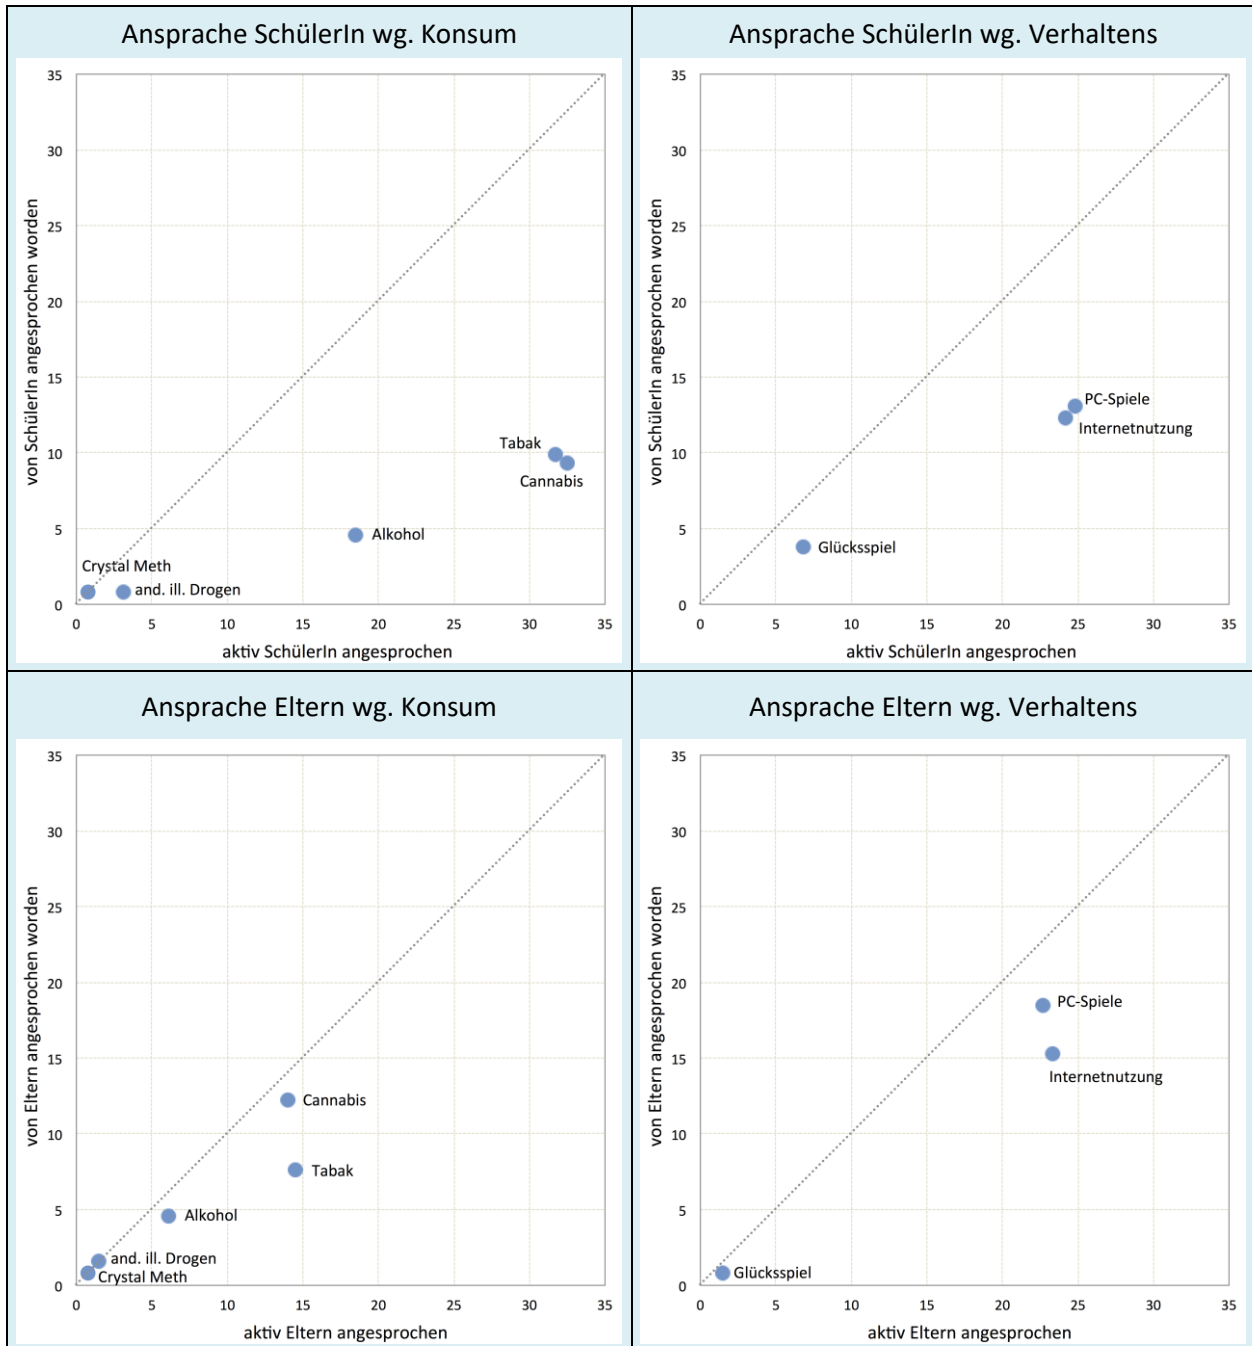 Ansprache SchülerIn wg. Konsum
von SchülerIn angesprochen worden
35
30
25
20
15
10
5
0
Tabak
Cannabis
Alkohol
Crystal Meth
and. ill. Drogen
0 5 10 15 20 25 30 35
aktiv SchülerIn angesprochen
Ansprache SchülerIn wg. Verhaltens
von SchülerIn angesprochen worden
35
30
25
20
15
10
5
0
PC-Spiele
Internetnutzung
Glücksspiel
0 5 10 15 20 25 30 35
aktiv SchülerIn angesprochen
Ansprache Eltern wg. Konsum
von Eltern angesprochen worden
35
30
25
20
15
10
5
0
Cannabis
Tabak
Alkohol
and. ill. Drogen
Crystal Meth
0 5 10 15 20 25 30 35
aktiv Eltern angesprochen
Ansprache Eltern wg. Verhaltens
von Eltern angesprochen worden
35
30
25
20
15
10
5
0
PC-Spiele
Internetnutzung
Glücksspiel
0 5 10 15 20 25 30 35
aktiv Eltern angesprochen